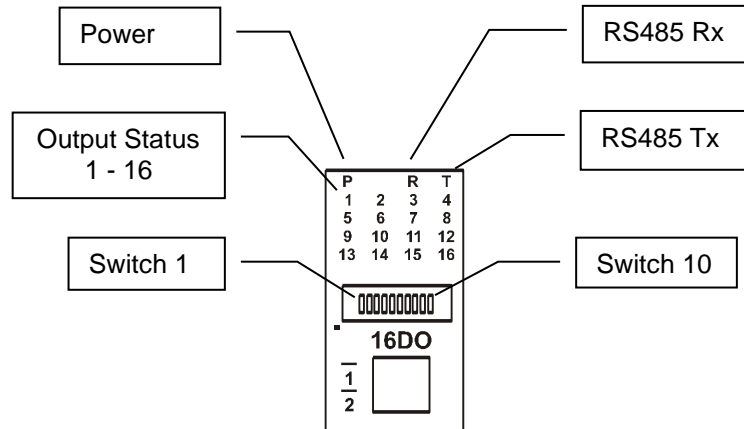 Power
RS485 Rx
Output Status
1 - 16
RS485 Tx
P R T
1 2 3 4
5 6 7 8
9 10 11 12
13 14 15 16
Switch 1
Switch 10
16DO
1
2